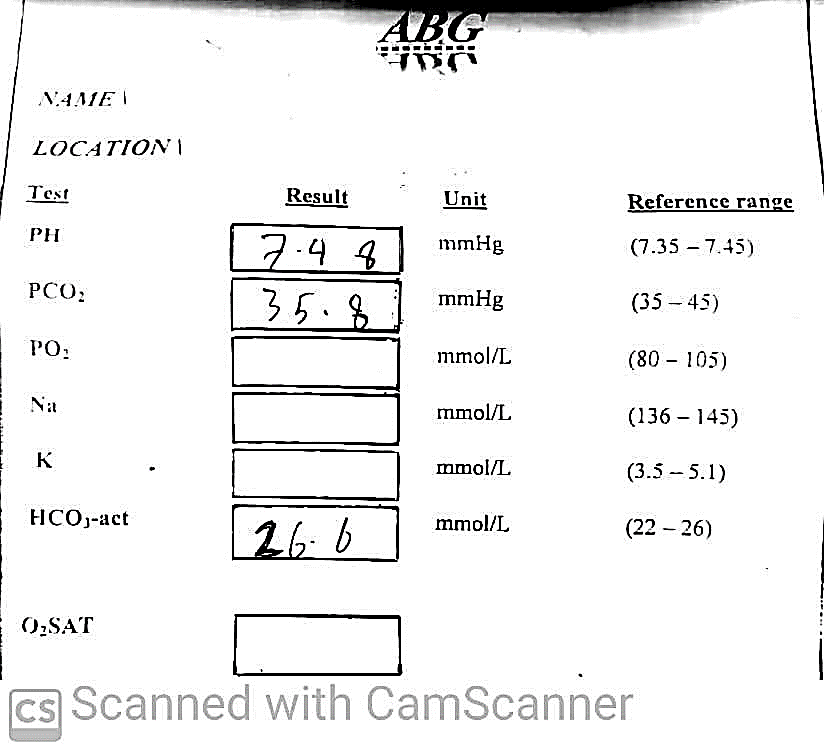 ABG
NAME\
LOCATION\
Test Result Unit Reference range
PH 7.48 mmHg (7.35 – 7.45)
PCO₂ 35.8 mmHg (35 – 45)
PO₂ mmol/L (80 – 105)
Na mmol/L (136 – 145)
K mmol/L (3.5 – 5.1)
HCO₃-act 26.6 mmol/L (22 – 26)
O₂SAT
CS Scanned with CamScanner